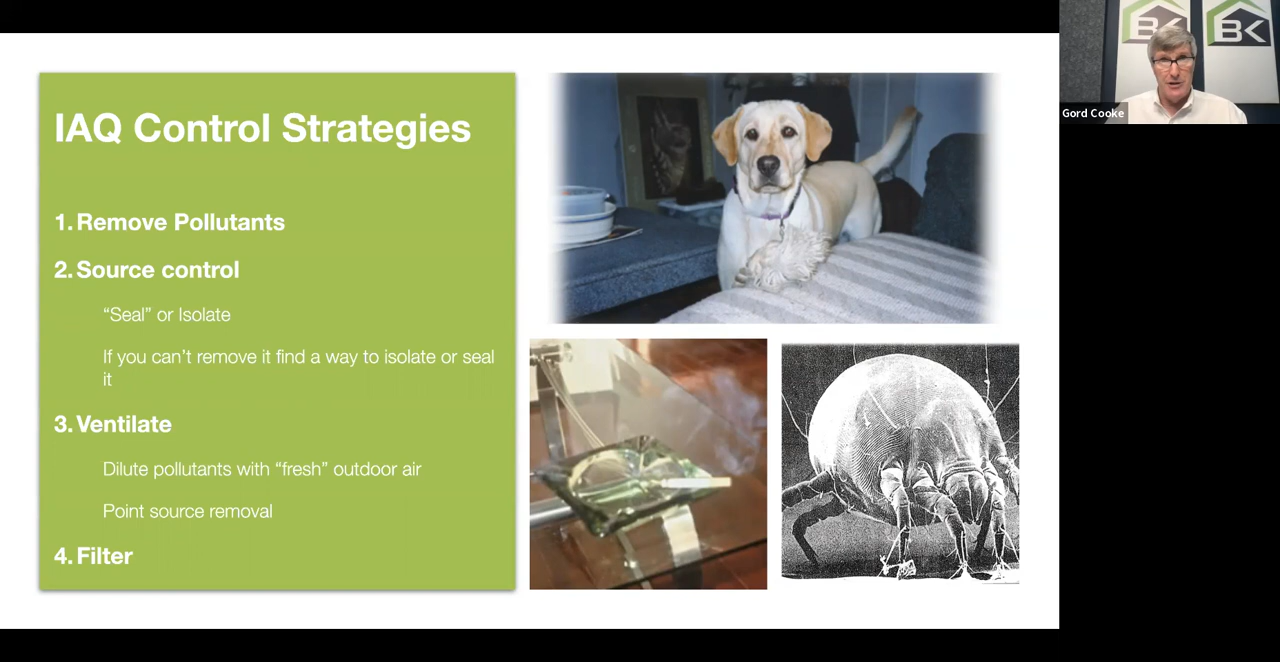 IAQ Control Strategies
1. Remove Pollutants
2. Source control
“Seal” or Isolate
If you can’t remove it find a way to isolate or seal
it
3. Ventilate
Dilute pollutants with “fresh” outdoor air
Point source removal
4. Filter
BK
BK
Gord Cooke